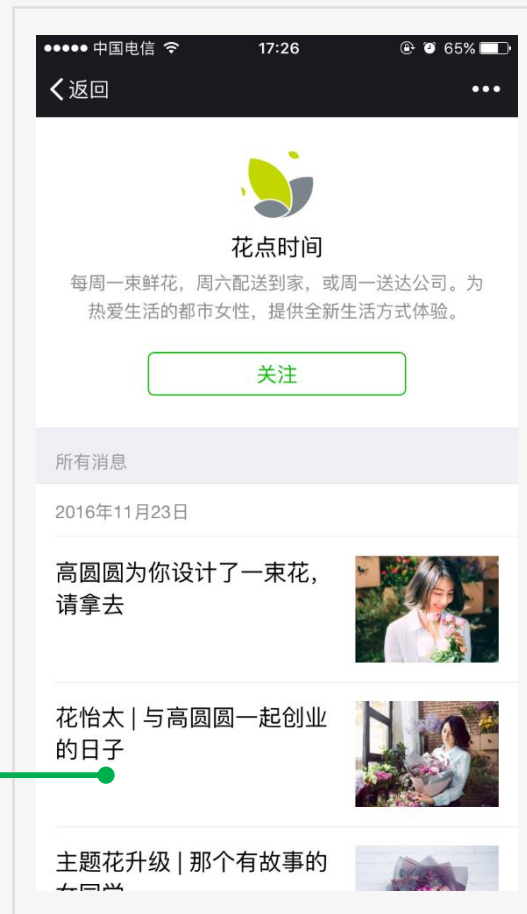 中国电信 17:26 65%
返回
花点时间
每周一束鲜花，周六配送到家，或周一送达公司。为
热爱生活的都市女性，提供全新生活方式体验。
关注
所有消息
2016年11月23日
高圆圆为你设计了一束花，
请拿去
花怡太 | 与高圆圆一起创业
的日子
主题花升级 | 那个有故事的
女同学